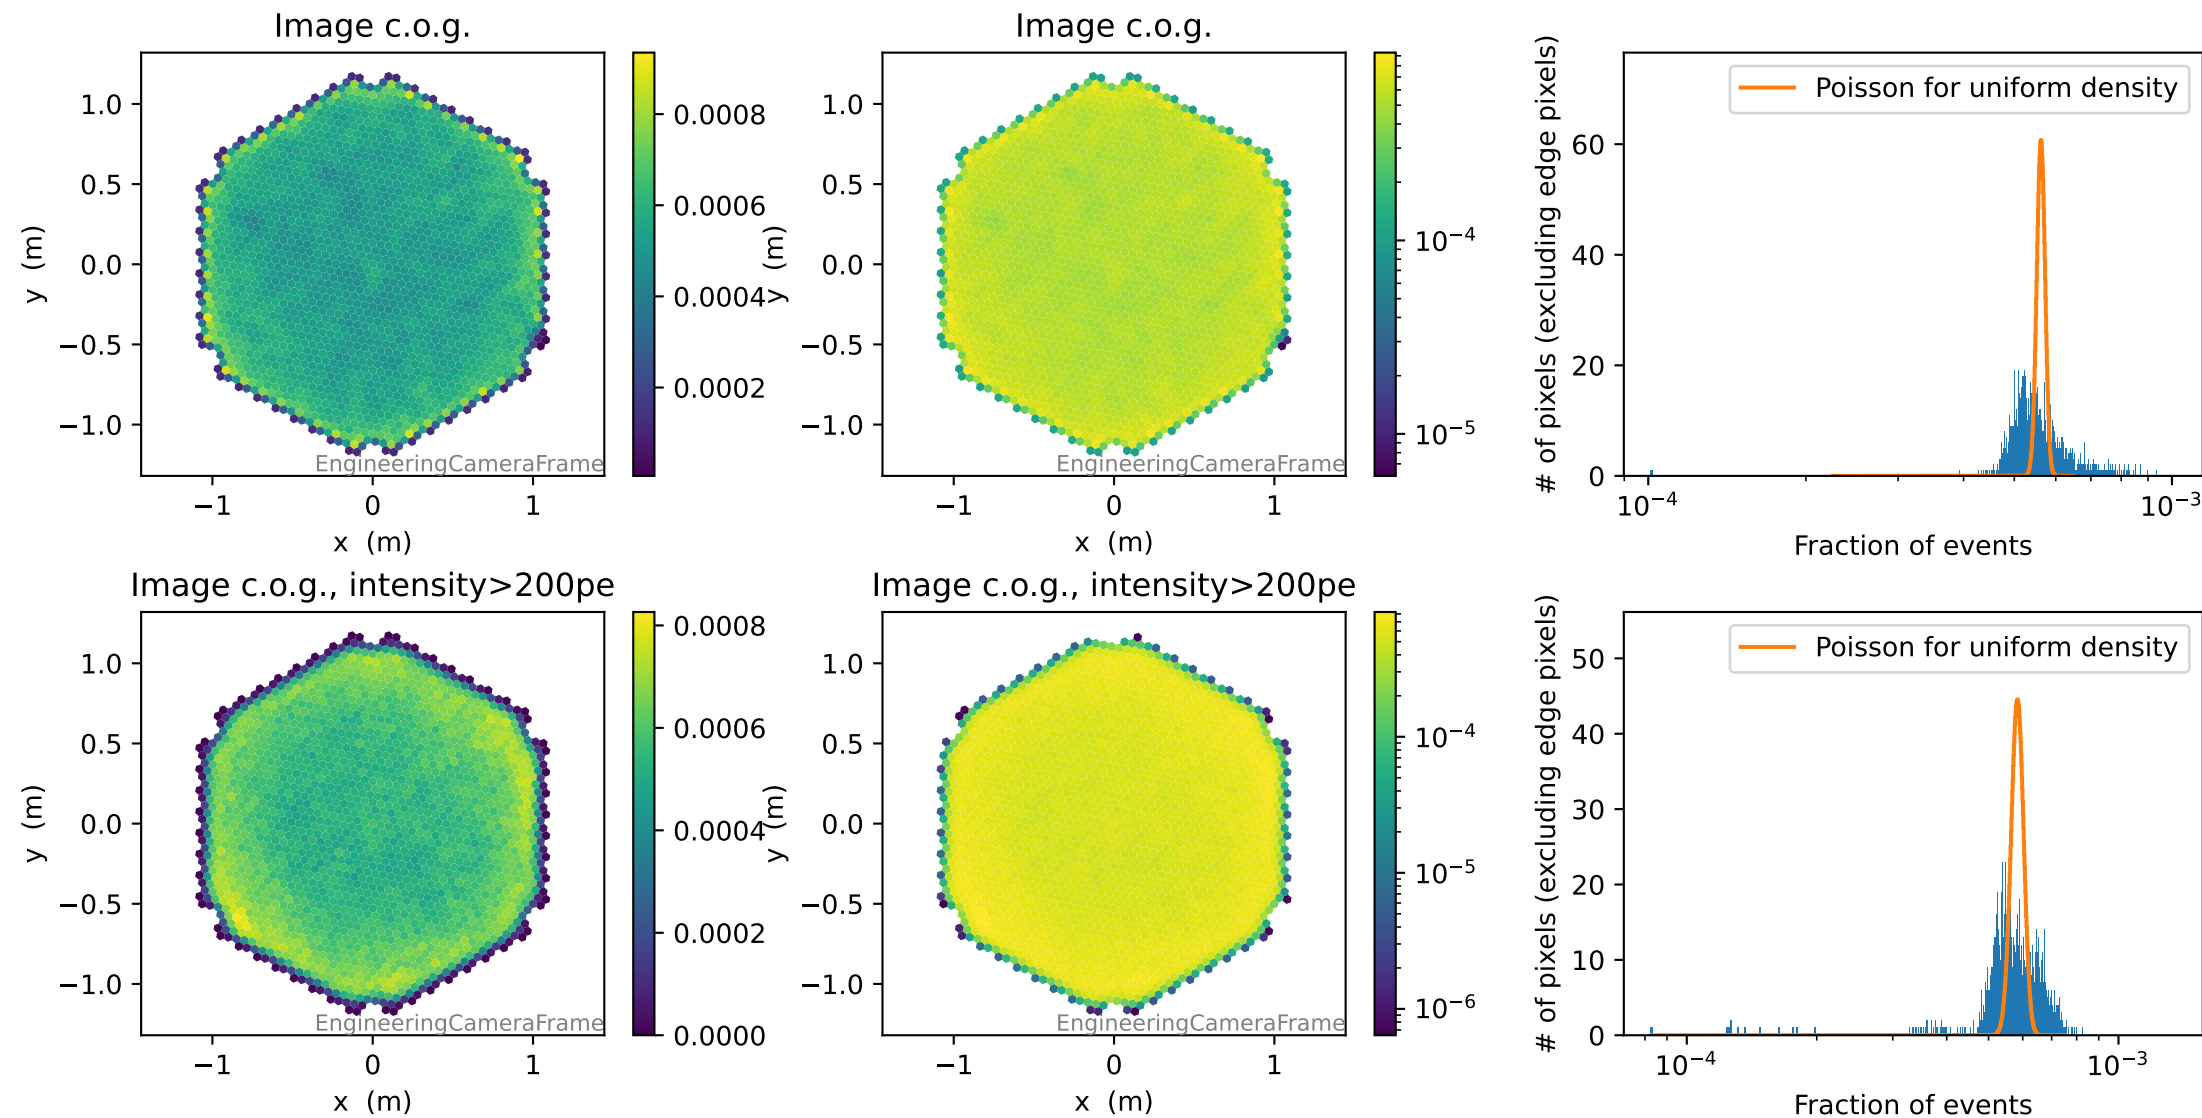 Image c.o.g.
1.0
0.5
0.0
−0.5
−1.0
y (m)
−1 0 1
x (m)
EngineeringCameraFrame
0.0008
0.0006
0.0004
0.0002
Image c.o.g.
1.0
0.5
0.0
−0.5
−1.0
y (m)
−1 0 1
x (m)
EngineeringCameraFrame
10⁻⁴
10⁻⁵
# of pixels (excluding edge pixels)
60
40
20
0
Poisson for uniform density
10⁻⁴ 10⁻³
Fraction of events
Image c.o.g., intensity>200pe
1.0
0.5
0.0
−0.5
−1.0
y (m)
−1 0 1
x (m)
EngineeringCameraFrame
0.0008
0.0006
0.0004
0.0002
0.0000
Image c.o.g., intensity>200pe
1.0
0.5
0.0
−0.5
−1.0
y (m)
−1 0 1
x (m)
EngineeringCameraFrame
10⁻⁴
10⁻⁵
10⁻⁶
# of pixels (excluding edge pixels)
50
40
30
20
10
0
Poisson for uniform density
10⁻⁴ 10⁻³
Fraction of events